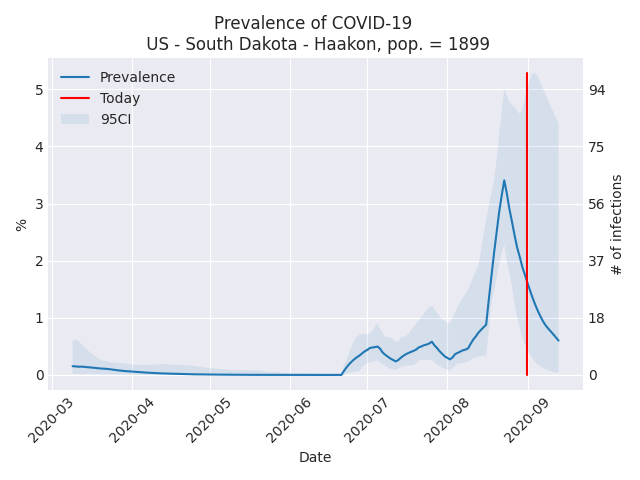 Prevalence of COVID-19
US - South Dakota - Haakon, pop. = 1899
Prevalence
Today
95CI
5
4
3
2
1
0
%
94
75
56
37
18
0
# of infections
2020-03
2020-04
2020-05
2020-06
2020-07
2020-08
2020-09
Date